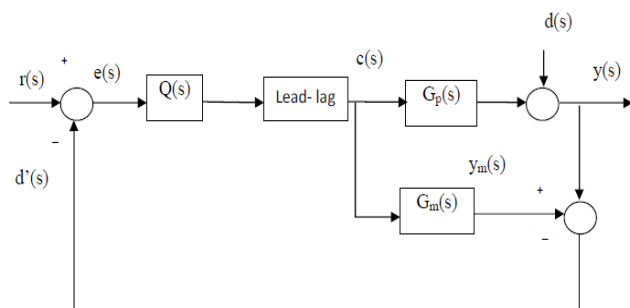 d(s)
+
r(s)
e(s)
Q(s)
Lead- lag
c(s)
Gp(s)
y(s)
–
d’(s)
ym(s)
Gm(s)
+
–